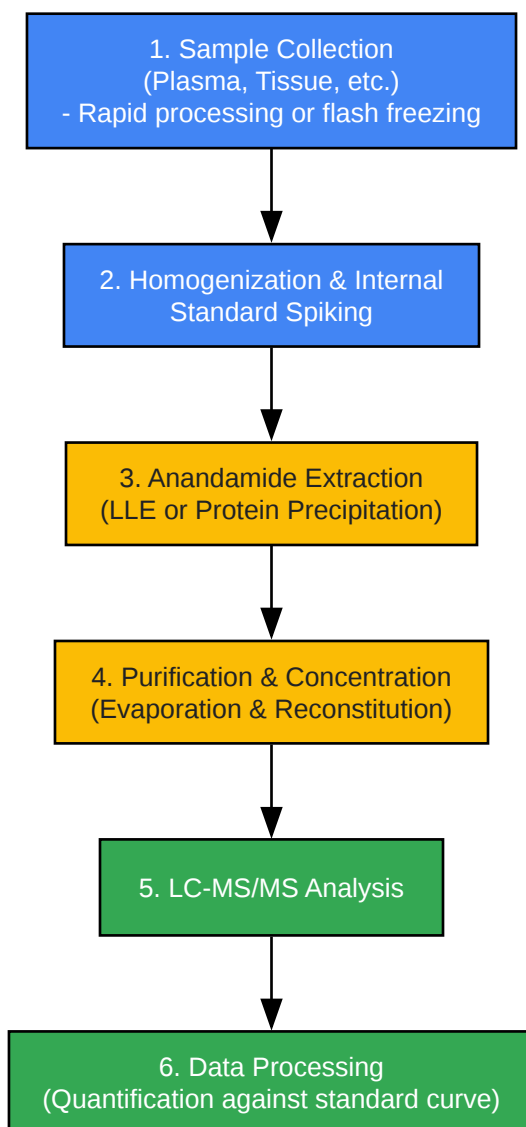 1. Sample Collection
(Plasma, Tissue, etc.)
- Rapid processing or flash freezing
2. Homogenization & Internal
Standard Spiking
3. Anandamide Extraction
(LLE or Protein Precipitation)
4. Purification & Concentration
(Evaporation & Reconstitution)
5. LC-MS/MS Analysis
6. Data Processing
(Quantification against standard curve)